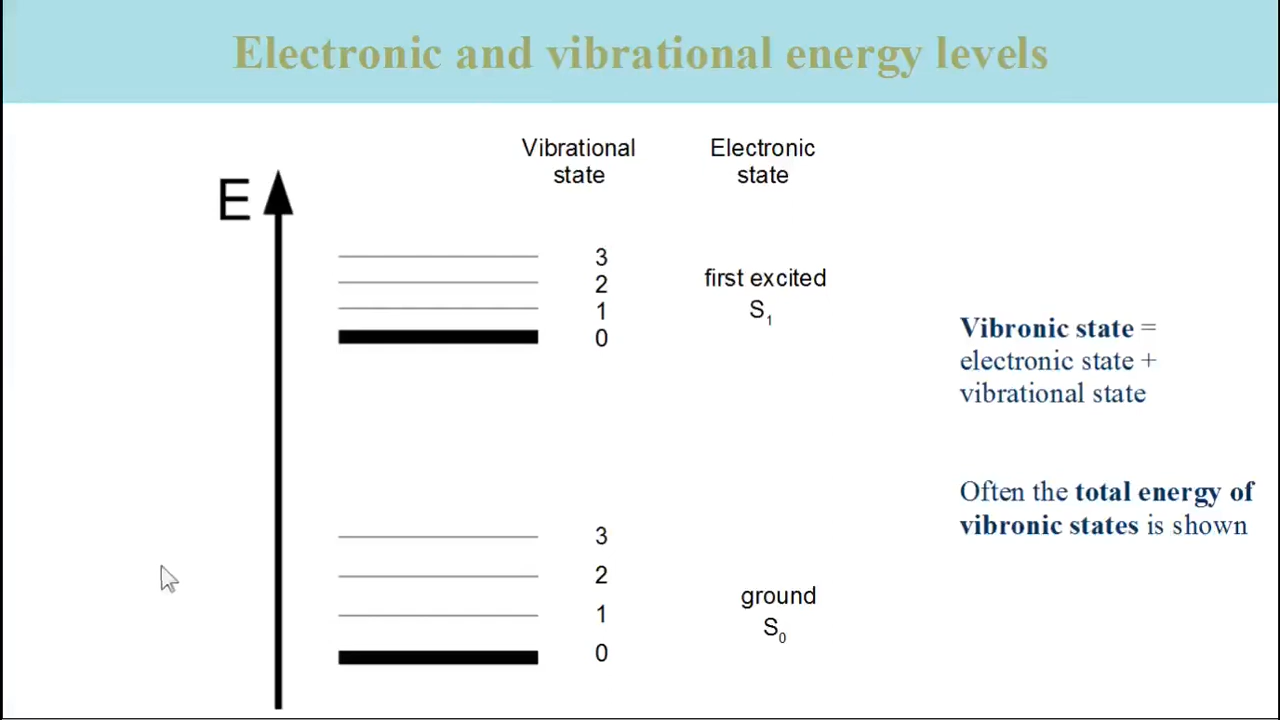 Electronic and vibrational energy levels
Vibrational
state
Electronic
state
E
3
2
1
0
first excited
S₁
Vibronic state =
electronic state +
vibrational state
Often the total energy of
vibronic states is shown
3
2
1
0
ground
S₀